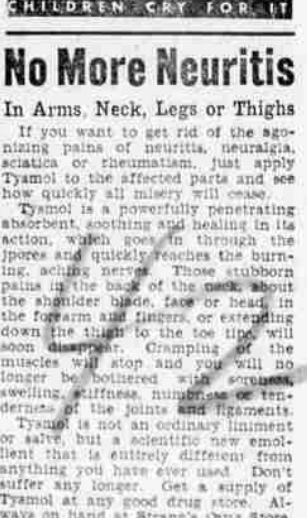 CHILDREN CRY FOR IT
No More Neuritis
In Arms, Neck, Legs or Thighs
If you want to get rid of the ago-
nizing pains of neuritis, neuralgia,
sciatica or rheumatism, just apply
Tysmol to the affected parts and see
how quickly all misery will cease.
Tysmol is a powerfully penetrating
absorbent, soothing and healing in its
action, which goes in through the
pores and quickly reaches the burn-
ing, aching nerves. Those stubborn
pains in the back of the neck, about
the shoulder blade, face or head, in
the forearm and fingers, or extending
down the thigh to the toe tips, will
soon disappear. Cramping of the
muscles will stop and you will no
longer be bothered with soreness,
swelling, stiffness, numbness or ten-
derness of the joints and ligaments.
Tysmol is not an ordinary liniment
or salve, but a scientific new emol-
lient that is entirely different from
anything you have ever used. Don't
suffer any longer. Get a supply of
Tysmol at any good drug store. Al-
ways on hand at Drug Store